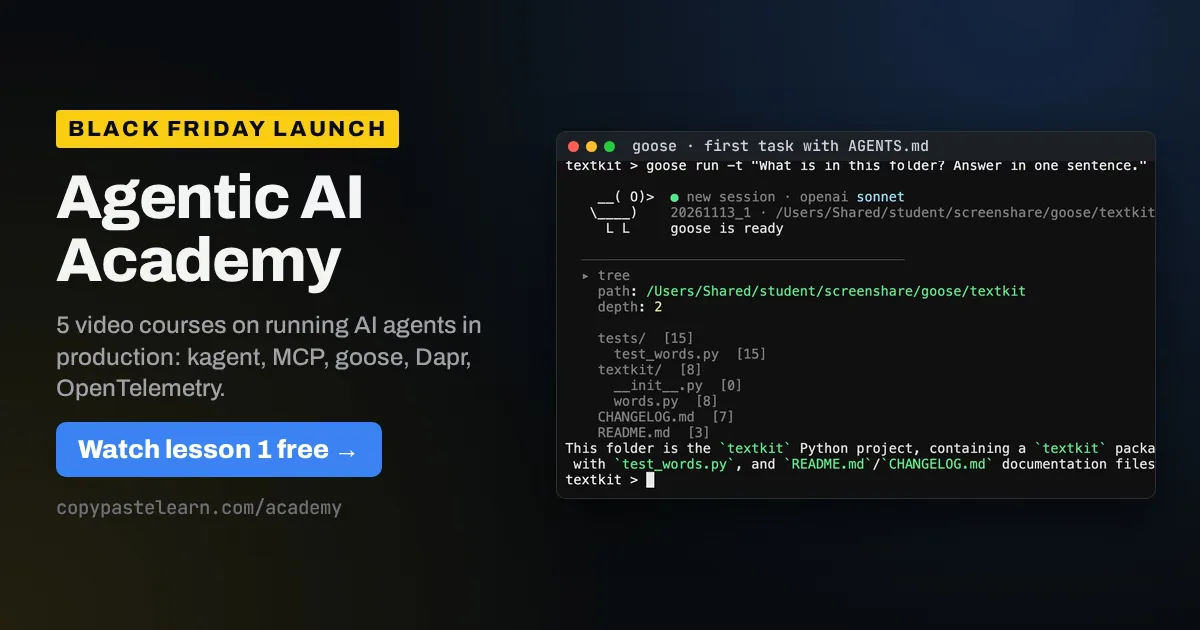 BLACK FRIDAY LAUNCH
Agentic AI
Academy
5 video courses on running AI agents in
production: kagent, MCP, goose, Dapr,
OpenTelemetry.
Watch lesson 1 free →
copypastelearn.com/academy
goose · first task with AGENTS.md
textkit > goose run -t "What is in this folder? Answer in one sentence."
__( O)> ● new session · openai sonnet
\____) 20261113_1 · /Users/Shared/student/screenshare/goose/textkit
L L goose is ready
▸ tree
path: /Users/Shared/student/screenshare/goose/textkit
depth: 2
tests/ [15]
test_words.py [15]
textkit/ [8]
__init__.py [0]
words.py [8]
CHANGELOG.md [7]
README.md [3]
This folder is the `textkit` Python project, containing a `textkit` packa
with `test_words.py`, and `README.md`/`CHANGELOG.md` documentation files
textkit >